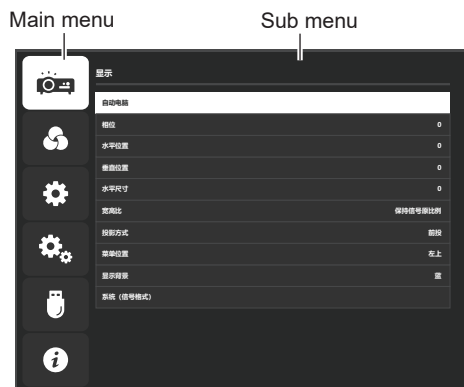 Main menu
Sub menu
显示
自动电脑
相位 0
水平位置 0
垂直位置 0
水平尺寸 0
宽高比 保持信号原比例
投影方式 前投
菜单位置 左上
显示背景 蓝
系统（信号格式）